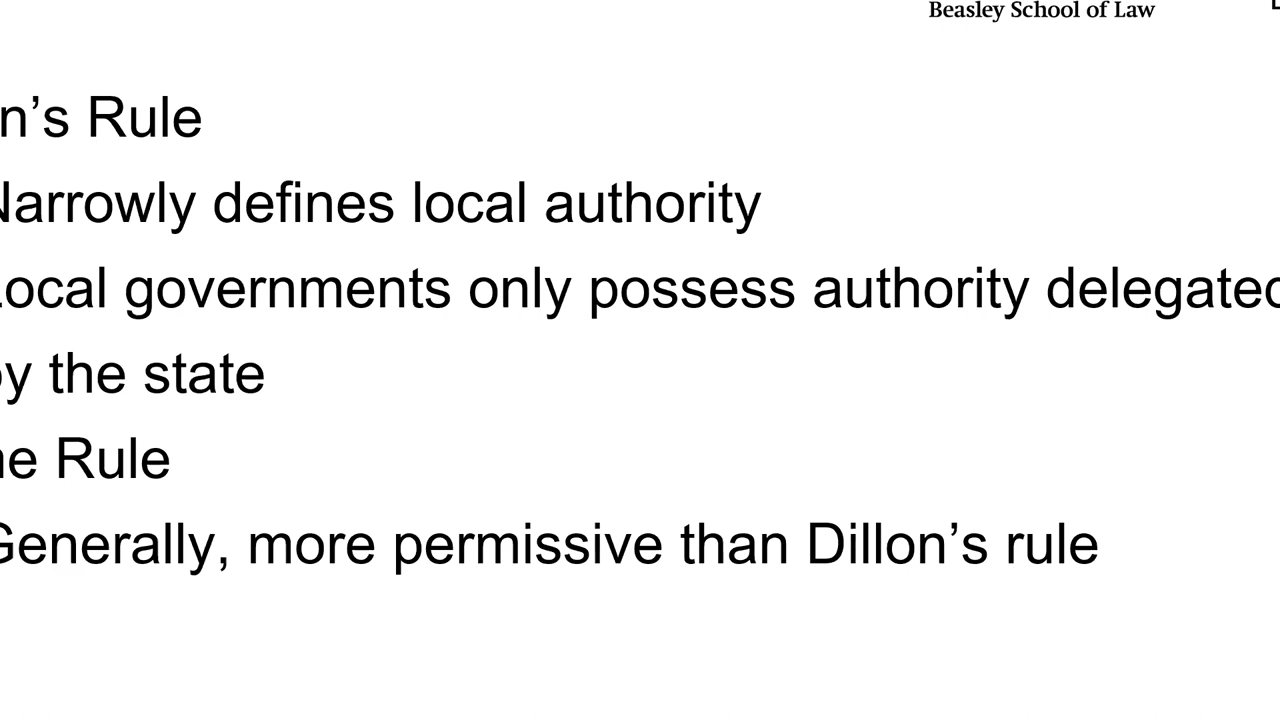 Beasley School of Law
n’s Rule
Narrowly defines local authority
Local governments only possess authority delegated
by the state
me Rule
Generally, more permissive than Dillon’s rule